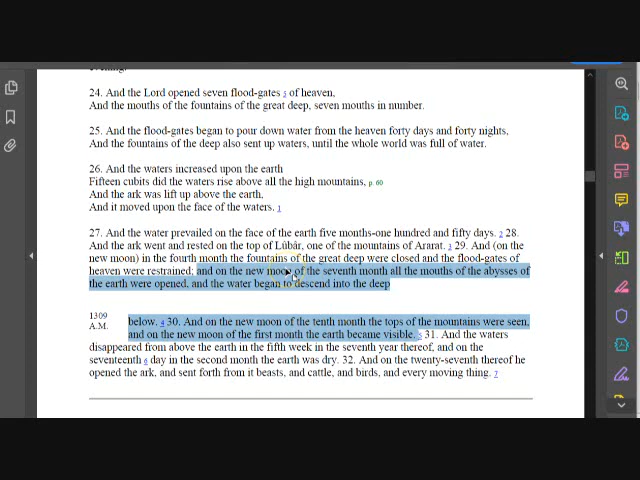 evening.
24. And the Lord opened seven flood-gates 5 of heaven,
And the mouths of the fountains of the great deep, seven mouths in number.
25. And the flood-gates began to pour down water from the heaven forty days and forty nights,
And the fountains of the deep also sent up waters, until the whole world was full of water.
26. And the waters increased upon the earth
Fifteen cubits did the waters rise above all the high mountains, p. 60
And the ark was lift up above the earth,
And it moved upon the face of the waters. 1
27. And the water prevailed on the face of the earth five months-one hundred and fifty days. 2 28.
And the ark went and rested on the top of Lûbâr, one of the mountains of Ararat. 3 29. And (on the
new moon) in the fourth month the fountains of the great deep were closed and the flood-gates of
heaven were restrained; and on the new moon of the seventh month all the mouths of the abysses of
the earth were opened, and the water began to descend into the deep
1309
A.M.
below. 4 30. And on the new moon of the tenth month the tops of the mountains were seen,
and on the new moon of the first month the earth became visible. 5 31. And the waters
disappeared from above the earth in the fifth week in the seventh year thereof, and on the
seventeenth 6 day in the second month the earth was dry. 32. And on the twenty-seventh thereof he
opened the ark, and sent forth from it beasts, and cattle, and birds, and every moving thing. 7